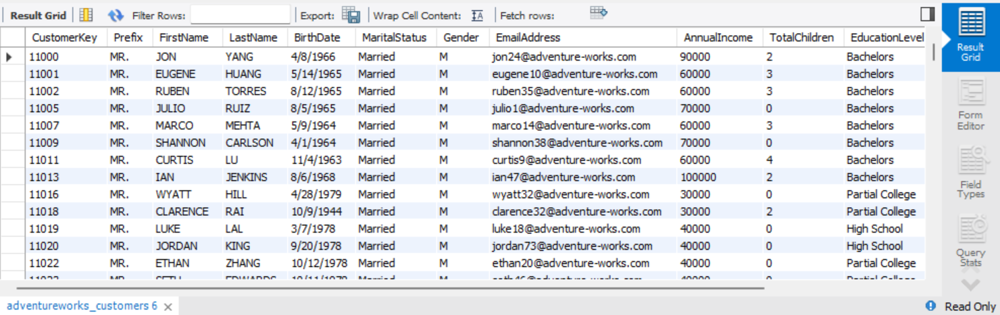 Result Grid Filter Rows: Export: Wrap Cell Content: IA Fetch rows:
CustomerKey Prefix FirstName LastName BirthDate MaritalStatus Gender EmailAddress AnnualIncome TotalChildren EducationLevel
11000 MR. JON YANG 4/8/1966 Married M jon24@adventure-works.com 90000 2 Bachelors
11001 MR. EUGENE HUANG 5/14/1965 Married M eugene10@adventure-works.com 60000 3 Bachelors
11002 MR. RUBEN TORRES 8/12/1965 Married M ruben35@adventure-works.com 60000 3 Bachelors
11005 MR. JULIO RUIZ 8/5/1965 Married M julio1@adventure-works.com 70000 0 Bachelors
11007 MR. MARCO MEHTA 5/9/1964 Married M marco14@adventure-works.com 60000 3 Bachelors
11009 MR. SHANNON CARLSON 4/1/1964 Married M shannon38@adventure-works.com 70000 0 Bachelors
11011 MR. CURTIS LU 11/4/1963 Married M curtis9@adventure-works.com 60000 4 Bachelors
11013 MR. IAN JENKINS 8/6/1968 Married M ian47@adventure-works.com 100000 2 Bachelors
11016 MR. WYATT HILL 4/28/1979 Married M wyatt32@adventure-works.com 30000 0 Partial College
11018 MR. CLARENCE RAI 10/9/1944 Married M clarence32@adventure-works.com 30000 2 Partial College
11019 MR. LUKE LAL 3/7/1978 Married M luke18@adventure-works.com 40000 0 High School
11020 MR. JORDAN KING 9/20/1978 Married M jordan73@adventure-works.com 40000 0 High School
11022 MR. ETHAN ZHANG 10/12/1978 Married M ethan20@adventure-works.com 40000 0 Partial College
adventureworks_customers 6
Read Only
Result
Grid
Form
Editor
Field
Types
Query
Stats